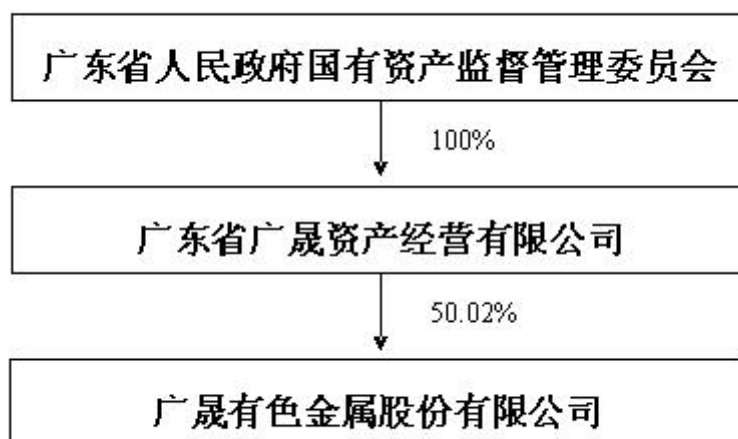 广东省人民政府国有资产监督管理委员会
100%
广东省广晟资产经营有限公司
50.02%
广晟有色金属股份有限公司